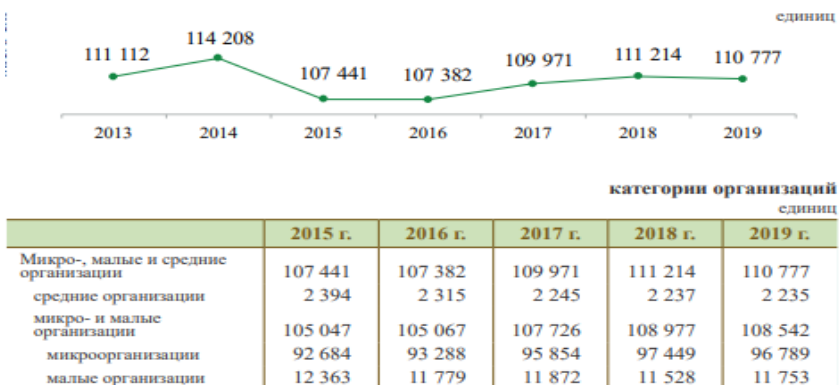 единиц
111 112 114 208 107 441 107 382 109 971 111 214 110 777
2013 2014 2015 2016 2017 2018 2019
категории организаций
единиц
2015 г. 2016 г. 2017 г. 2018 г. 2019 г.
Микро-, малые и средние
организации 107 441 107 382 109 971 111 214 110 777
средние организации 2 394 2 315 2 245 2 237 2 235
микро- и малые
организации 105 047 105 067 107 726 108 977 108 542
микроорганизации 92 684 93 288 95 854 97 449 96 789
малые организации 12 363 11 779 11 872 11 528 11 753